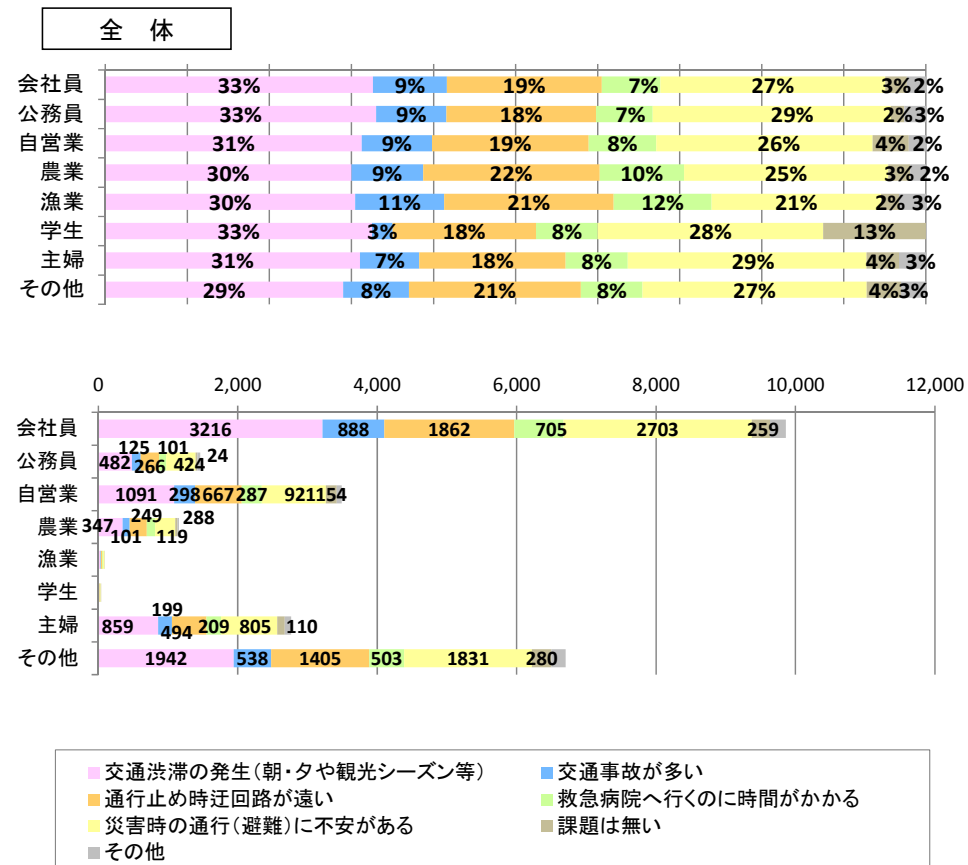 全 体
会社員 33% 9% 19% 7% 27% 3% 2%
公務員 33% 9% 18% 7% 29% 2% 3%
自営業 31% 9% 19% 8% 26% 4% 2%
農業 30% 9% 22% 10% 25% 3% 2%
漁業 30% 11% 21% 12% 21% 2% 3%
学生 33% 3% 18% 8% 28% 13%
主婦 31% 7% 18% 8% 29% 4% 3%
その他 29% 8% 21% 8% 27% 4% 3%
0 2,000 4,000 6,000 8,000 10,000 12,000
会社員 3216 888 1862 705 2703 259
公務員 482 125 266 101 424 24
自営業 1091 298 667 287 921 154
農業 347 101 249 119 288
漁業
学生
主婦 859 199 494 209 805 110
その他 1942 538 1405 503 1831 280
交通渋滞の発生(朝・夕や観光シーズン等) 交通事故が多い
通行止め時迂回路が遠い 救急病院へ行くのに時間がかかる
災害時の通行(避難)に不安がある 課題は無い
その他